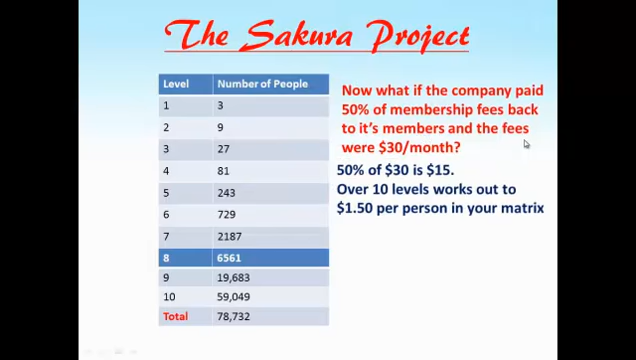 The Sakura Project
Level Number of People
1 3
2 9
3 27
4 81
5 243
6 729
7 2187
8 6561
9 19,683
10 59,049
Total 78,732
Now what if the company paid
50% of membership fees back
to it's members and the fees
were $30/month?
50% of $30 is $15.
Over 10 levels works out to
$1.50 per person in your matrix